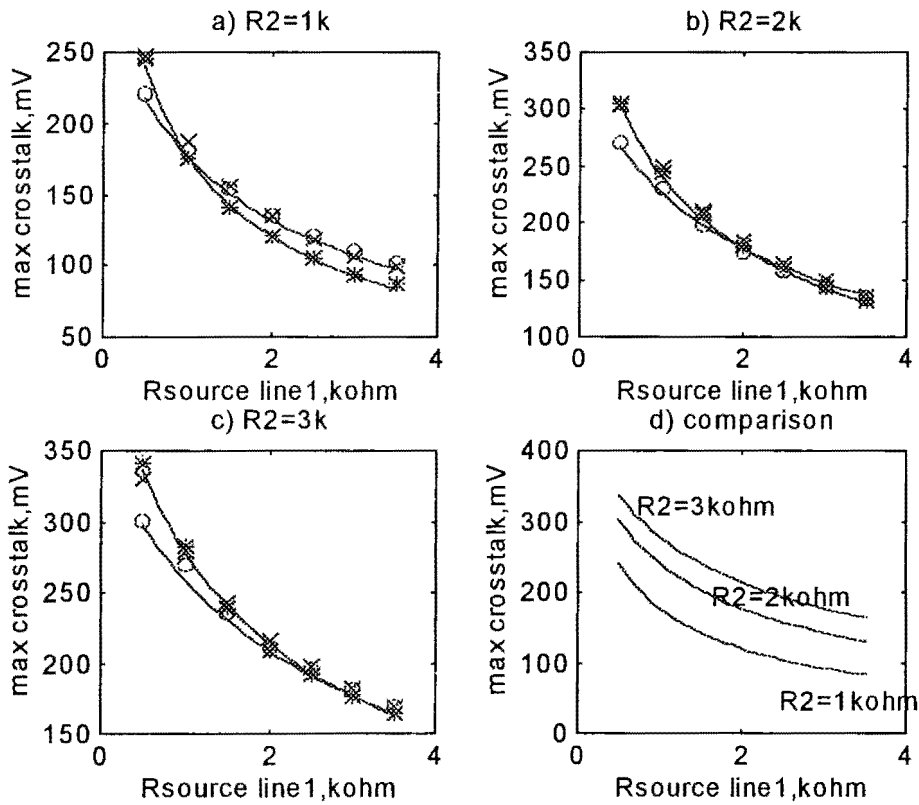 a) R2=1k
max crosstalk,mV
250
200
150
100
50
0
2
4
Rsource line1,kohm
b) R2=2k
max crosstalk,mV
350
300
250
200
150
100
0
2
4
Rsource line1,kohm
c) R2=3k
max crosstalk,mV
350
300
250
200
150
0
2
4
Rsource line1,kohm
d) comparison
max crosstalk,mV
400
300
200
100
0
R2=3kohm
R2=2kohm
R2=1kohm
0
2
4
Rsource line1,kohm